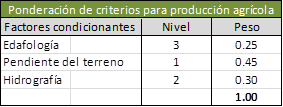 Ponderación de criterios para producción agrícola
Factores condicionantes Nivel Peso
Edafología 3 0.25
Pendiente del terreno 1 0.45
Hidrografía 2 0.30
1.00